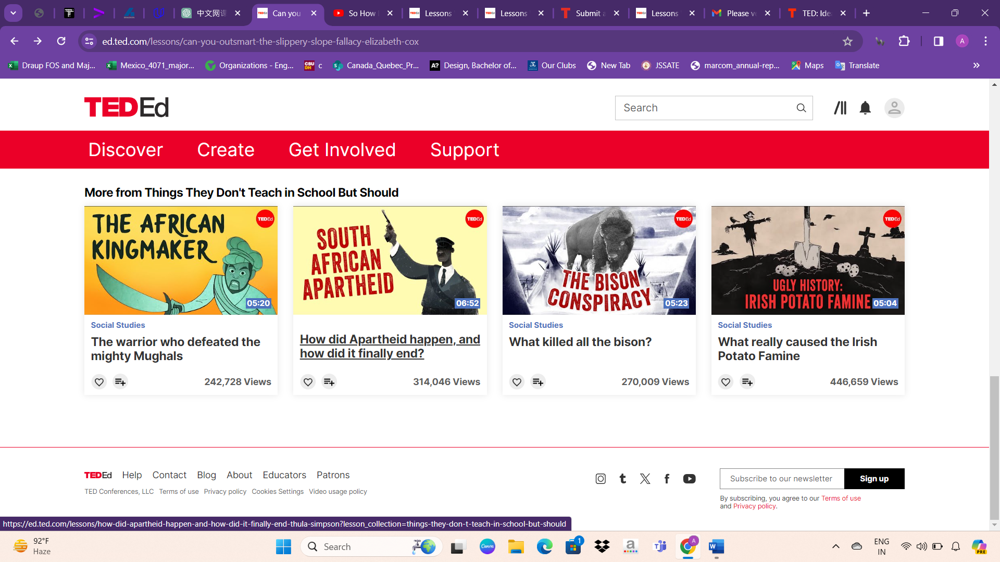 中文网课
Can you
So How
Lessons
Lessons
Submit a
Lessons
Please ve
TED: Ide
ed.ted.com/lessons/can-you-outsmart-the-slippery-slope-fallacy-elizabeth-cox
A
Draup FOS and Maj...
Mexico_4071_major...
Organizations - Eng...
c
Canada_Quebec_Pr...
A? Design, Bachelor of...
Our Clubs
New Tab
JSSATE
marcom_annual-rep...
Maps
Translate
TEDEd
Search
Discover Create Get Involved Support
More from Things They Don't Teach in School But Should
THE AFRICAN
KINGMAKER
TEDEd
05:20
Social Studies
The warrior who defeated the
mighty Mughals
242,728 Views
SOUTH
AFRICAN
APARTHEID
TEDEd
06:52
How did Apartheid happen, and
how did it finally end?
314,046 Views
THE BISON
CONSPIRACY
TEDEd
05:23
Social Studies
What killed all the bison?
270,009 Views
UGLY HISTORY:
IRISH POTATO FAMINE
TEDEd
05:04
Social Studies
What really caused the Irish
Potato Famine
446,659 Views
TEDEd Help Contact Blog About Educators Patrons
TED Conferences, LLC Terms of use Privacy policy Cookies Settings Video usage policy
Subscribe to our newsletter
Sign up
By subscribing, you agree to our Terms of use
and Privacy policy.
https://ed.ted.com/lessons/how-did-apartheid-happen-and-how-did-it-finally-end-thula-simpson?lesson_collection=things-they-don-t-teach-in-school-but-should
92°F
Haze
Search
Canva
1
a
A
ENG
IN
PRE